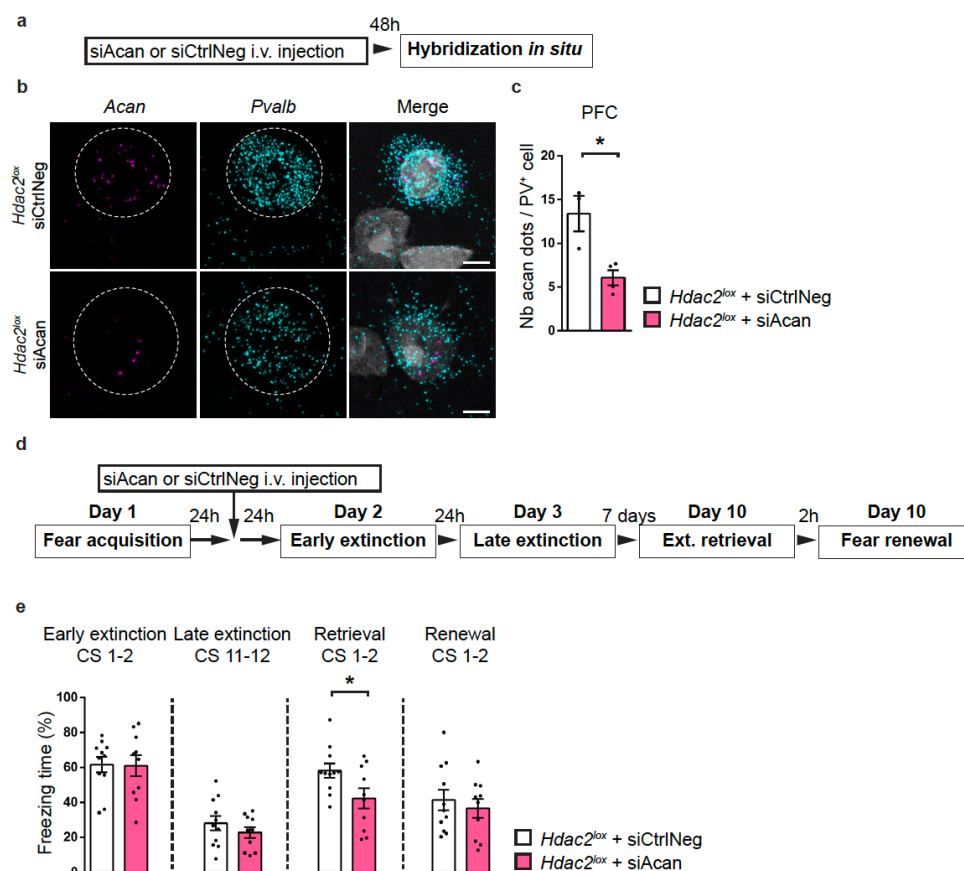 a
48h
siAcan or siCtrlNeg i.v. injection
Hybridization in situ
b
Acan
Pvalb
Merge
Hdac2lox
siCtrlNeg
Hdac2lox
siAcan
c
PFC
*
Nb acan dots / PV+ cell
20
15
10
5
0
Hdac2lox + siCtrlNeg
Hdac2lox + siAcan
d
siAcan or siCtrlNeg i.v. injection
Day 1
24h
24h
Day 2
24h
Day 3
7 days
Day 10
2h
Day 10
Fear acquisition
Early extinction
Late extinction
Ext. retrieval
Fear renewal
e
Early extinction
CS 1-2
Late extinction
CS 11-12
Retrieval
CS 1-2
Renewal
CS 1-2
*
Freezing time (%)
100
80
60
40
20
Hdac2lox + siCtrlNeg
Hdac2lox + siAcan